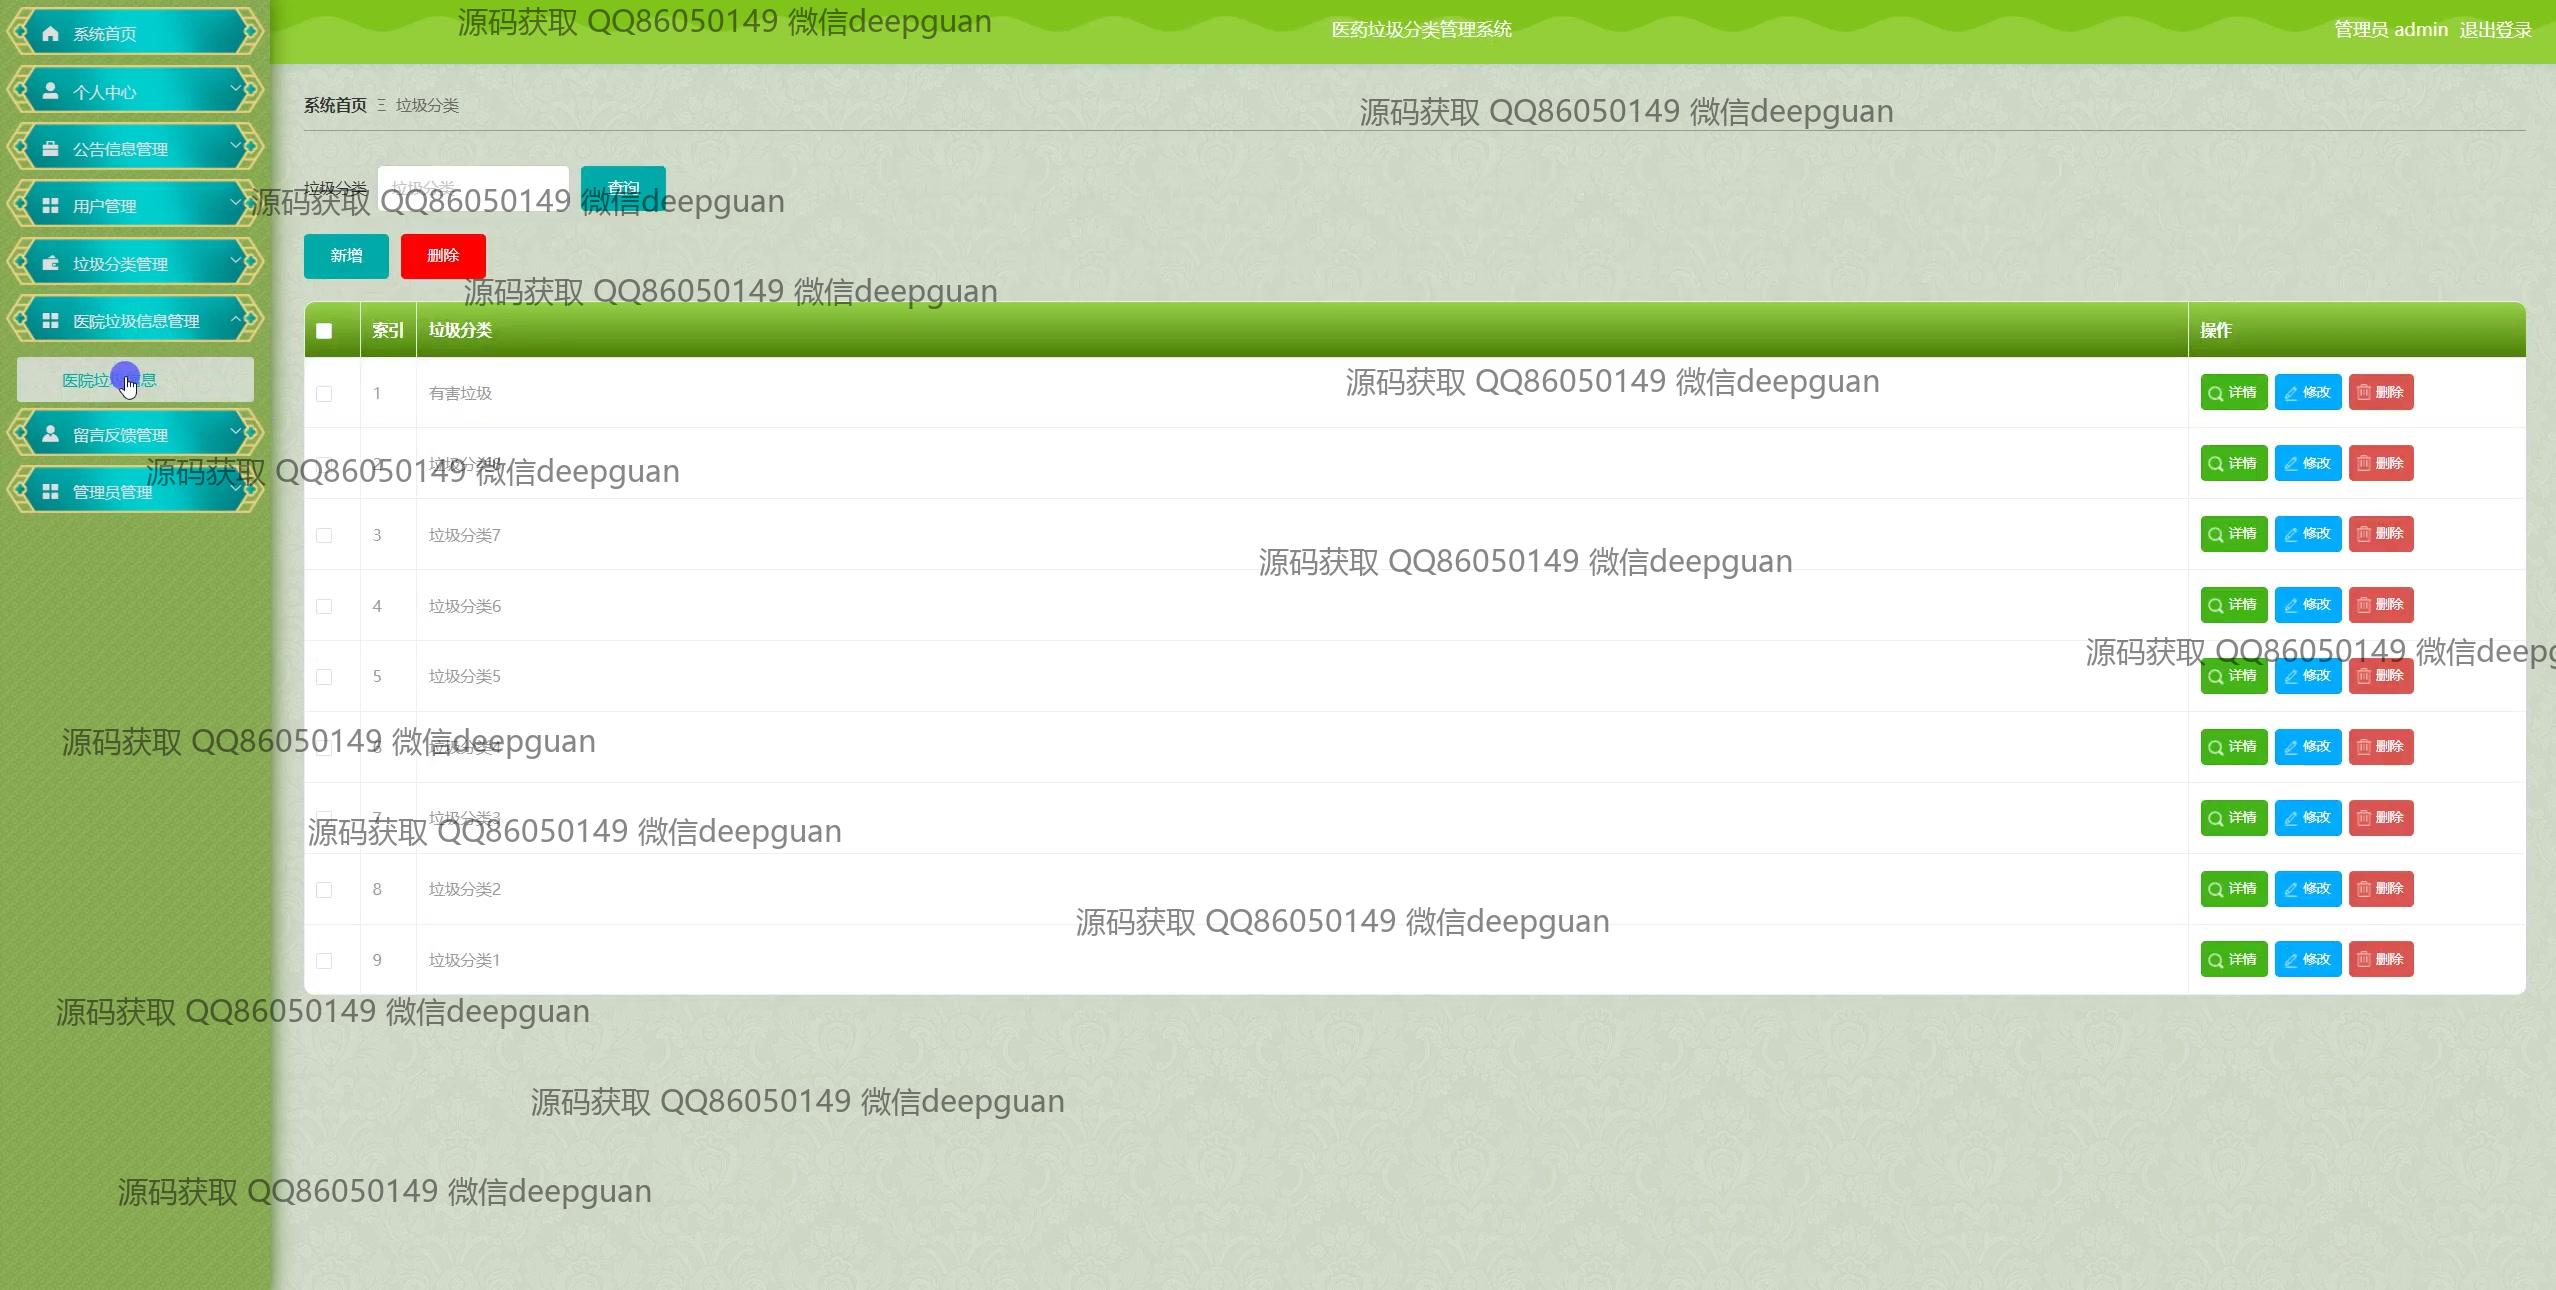 系统首页
个人中心
公告信息管理
用户管理
垃圾分类管理
医院垃圾信息管理
医院垃圾信息
留言反馈管理
管理员管理
源码获取 QQ86050149 微信deepguan
医药垃圾分类管理系统
管理员 admin 退出登录
系统首页 Ξ 垃圾分类
源码获取 QQ86050149 微信deepguan
垃圾分类 垃圾分类 查询
源码获取 QQ86050149 微信deepguan
新增 删除
源码获取 QQ86050149 微信deepguan
索引 垃圾分类 操作
1 有害垃圾 详情 修改 删除
源码获取 QQ86050149 微信deepguan
2 垃圾分类8 详情 修改 删除
源码获取 QQ86050149 微信deepguan
3 垃圾分类7 详情 修改 删除
源码获取 QQ86050149 微信deepguan
4 垃圾分类6 详情 修改 删除
源码获取 QQ86050149 微信deepg
5 垃圾分类5 详情 修改 删除
6 垃圾分类4 详情 修改 删除
源码获取 QQ86050149 微信deepguan
7 垃圾分类3 详情 修改 删除
源码获取 QQ86050149 微信deepguan
8 垃圾分类2 详情 修改 删除
源码获取 QQ86050149 微信deepguan
9 垃圾分类1 详情 修改 删除
源码获取 QQ86050149 微信deepguan
源码获取 QQ86050149 微信deepguan
源码获取 QQ86050149 微信deepguan